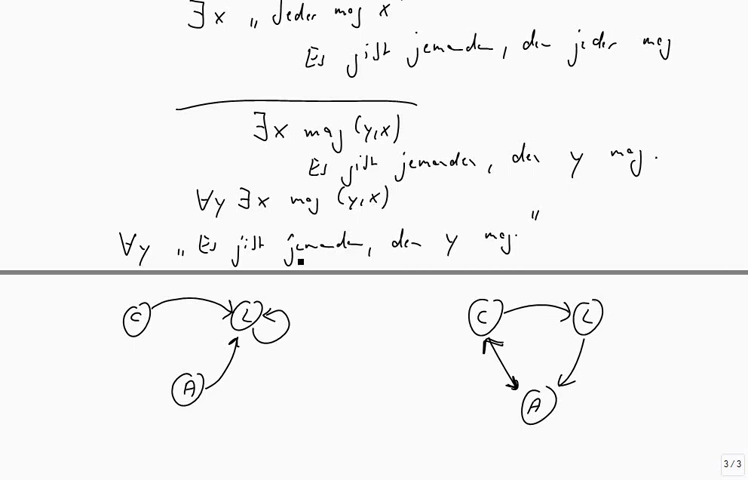 ∃x „Jeder mag x
Es gibt jemanden, den jeder mag
∃x mag (y,x)
Es gibt jemanden, den y mag.
∀y ∃x mag (y,x)
∀y „Es gibt jemanden, den y mag."
C L C L
A A
3/3